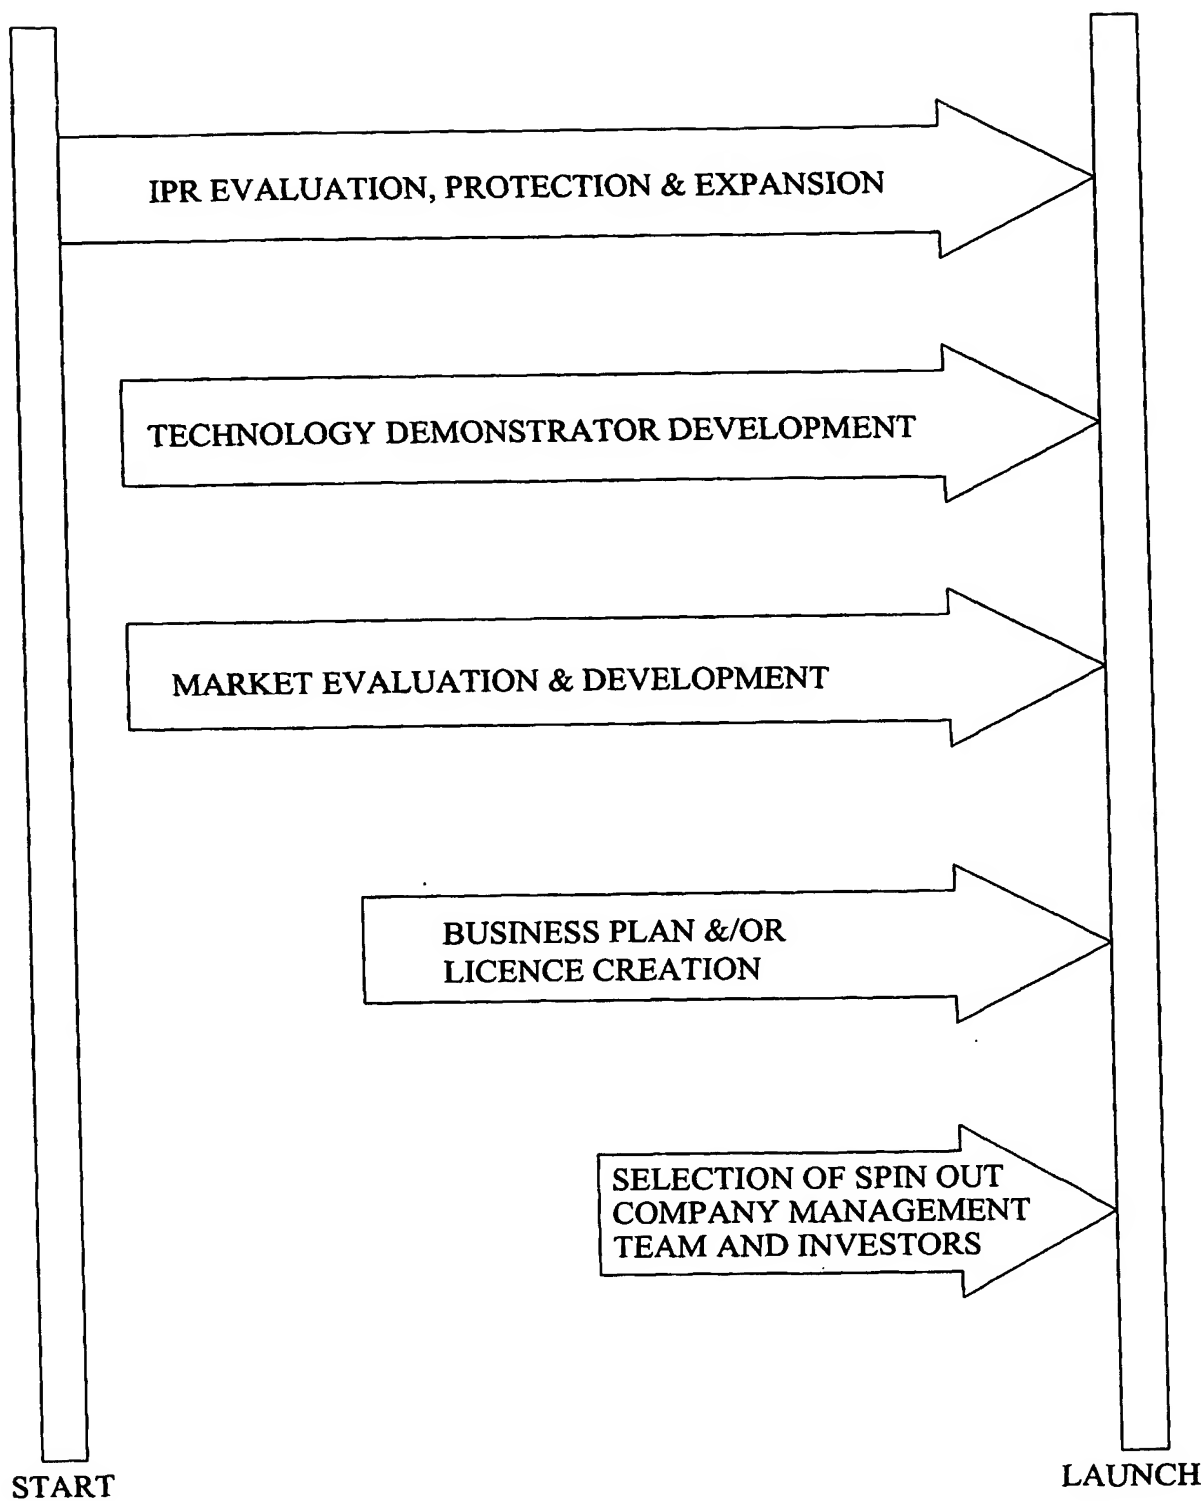 IPR EVALUATION, PROTECTION & EXPANSION
TECHNOLOGY DEMONSTRATOR DEVELOPMENT
MARKET EVALUATION & DEVELOPMENT
BUSINESS PLAN &/OR
LICENCE CREATION
SELECTION OF SPIN OUT
COMPANY MANAGEMENT
TEAM AND INVESTORS
START
LAUNCH